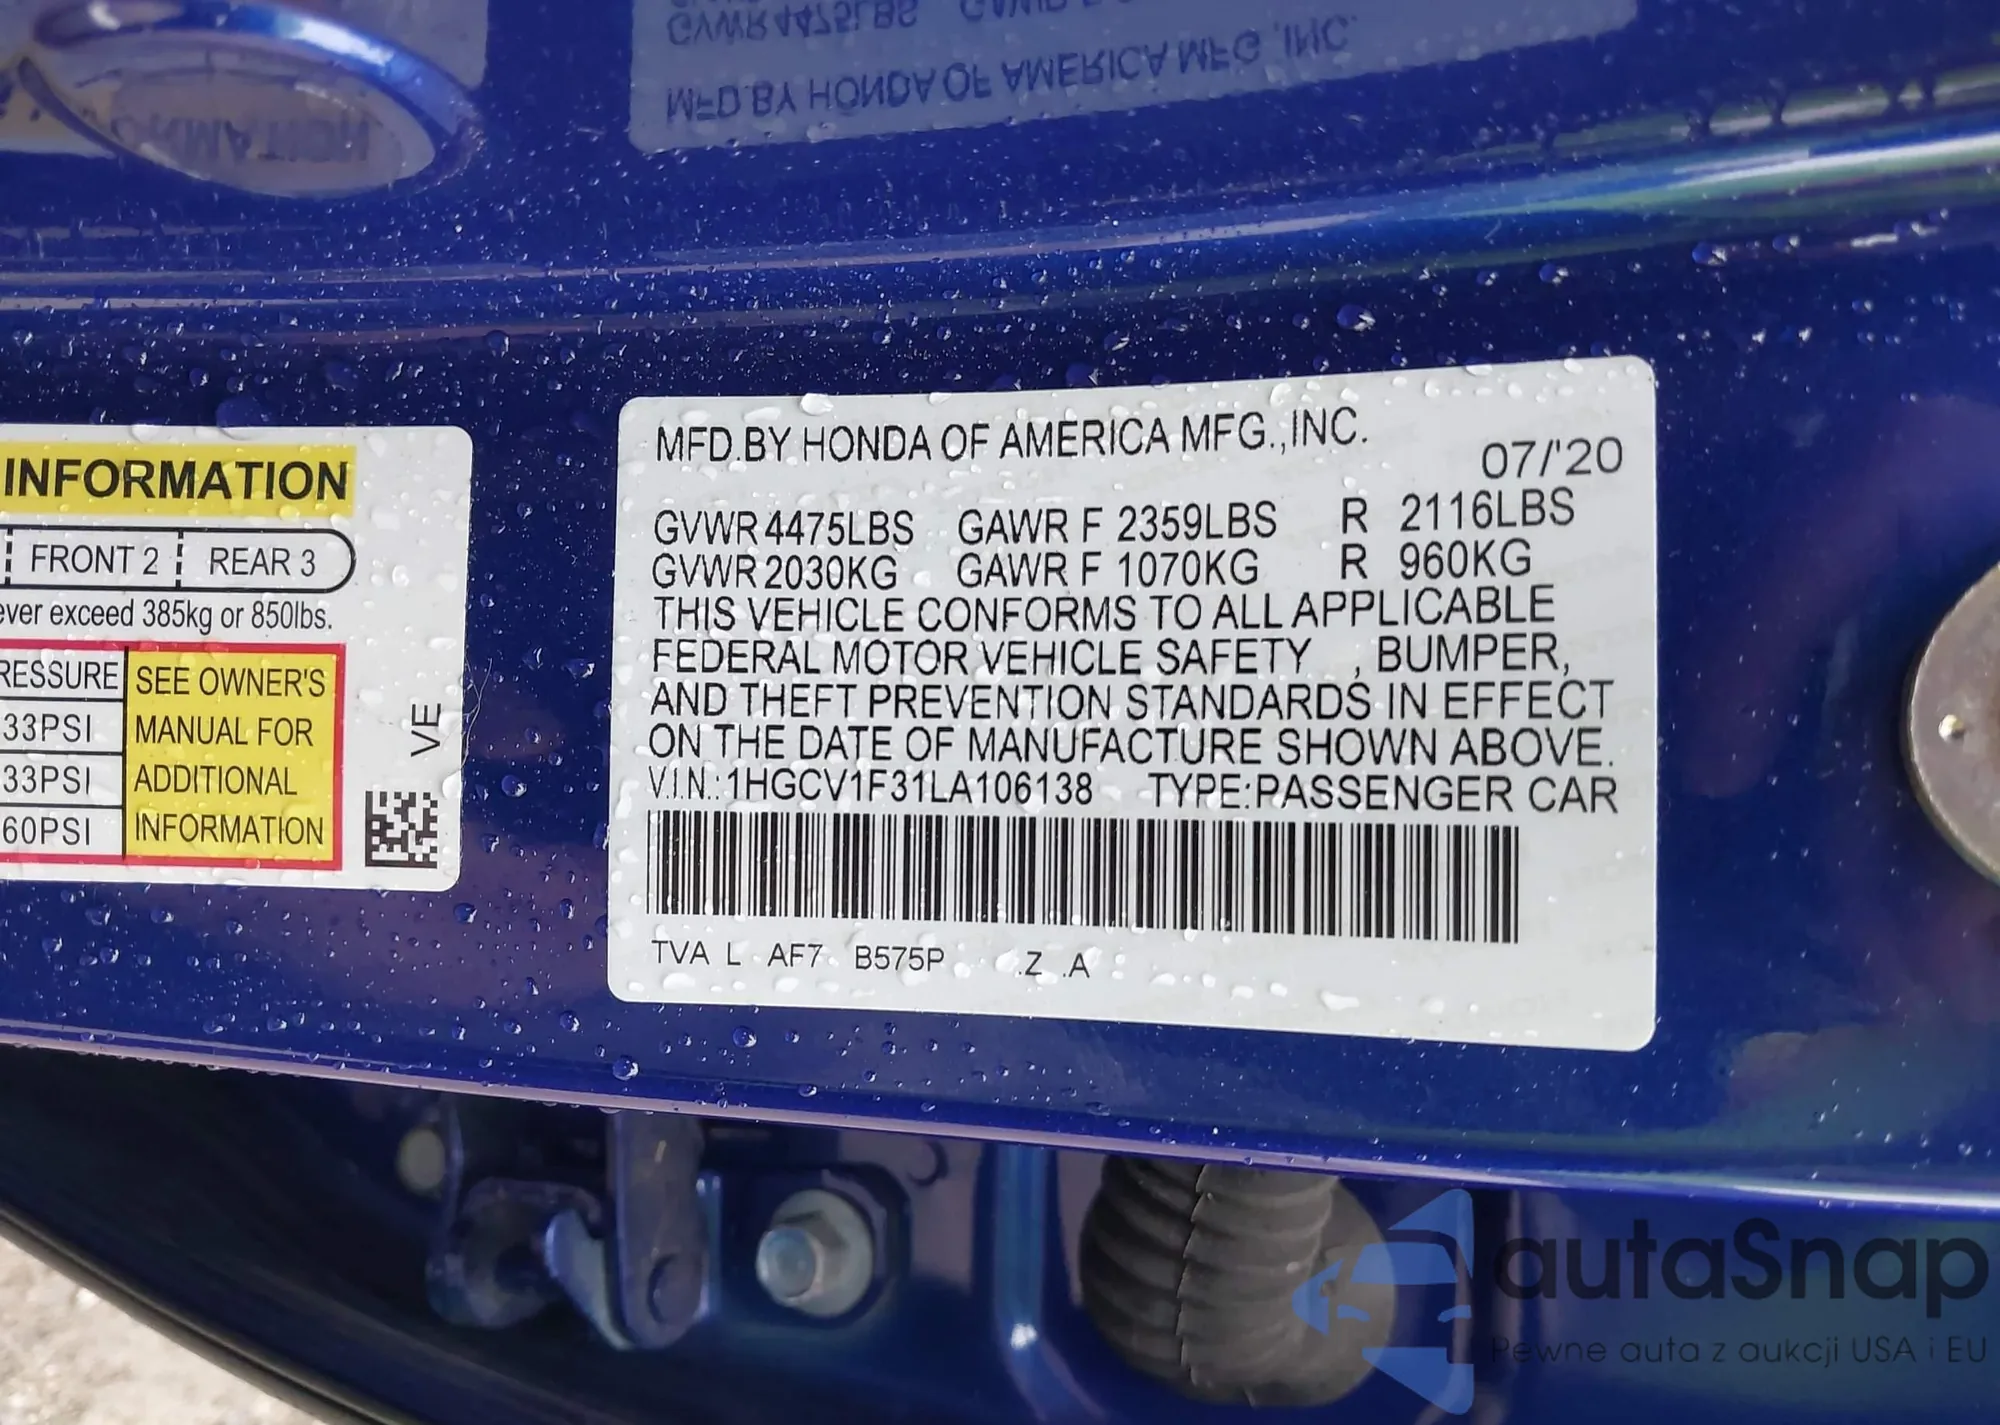 GVWR 4475LBS
MFD.BY HONDA OF AMERICA MFG.,INC.
INFORMATION
FRONT 2 REAR 3
ever exceed 385kg or 850lbs.
RESSURE
33PSI
33PSI
60PSI
SEE OWNER'S
MANUAL FOR
ADDITIONAL
INFORMATION
VE
MFD.BY HONDA OF AMERICA MFG.,INC.
07/'20
GVWR 4475LBS GAWR F 2359LBS R 2116LBS
GVWR 2030KG GAWR F 1070KG R 960KG
THIS VEHICLE CONFORMS TO ALL APPLICABLE
FEDERAL MOTOR VEHICLE SAFETY , BUMPER,
AND THEFT PREVENTION STANDARDS IN EFFECT
ON THE DATE OF MANUFACTURE SHOWN ABOVE.
V.I.N.: 1HGCV1F31LA106138 TYPE:PASSENGER CAR
TVA L AF7 B575P .Z .A
autoSnap
Pewne auta z aukcji USA i EU